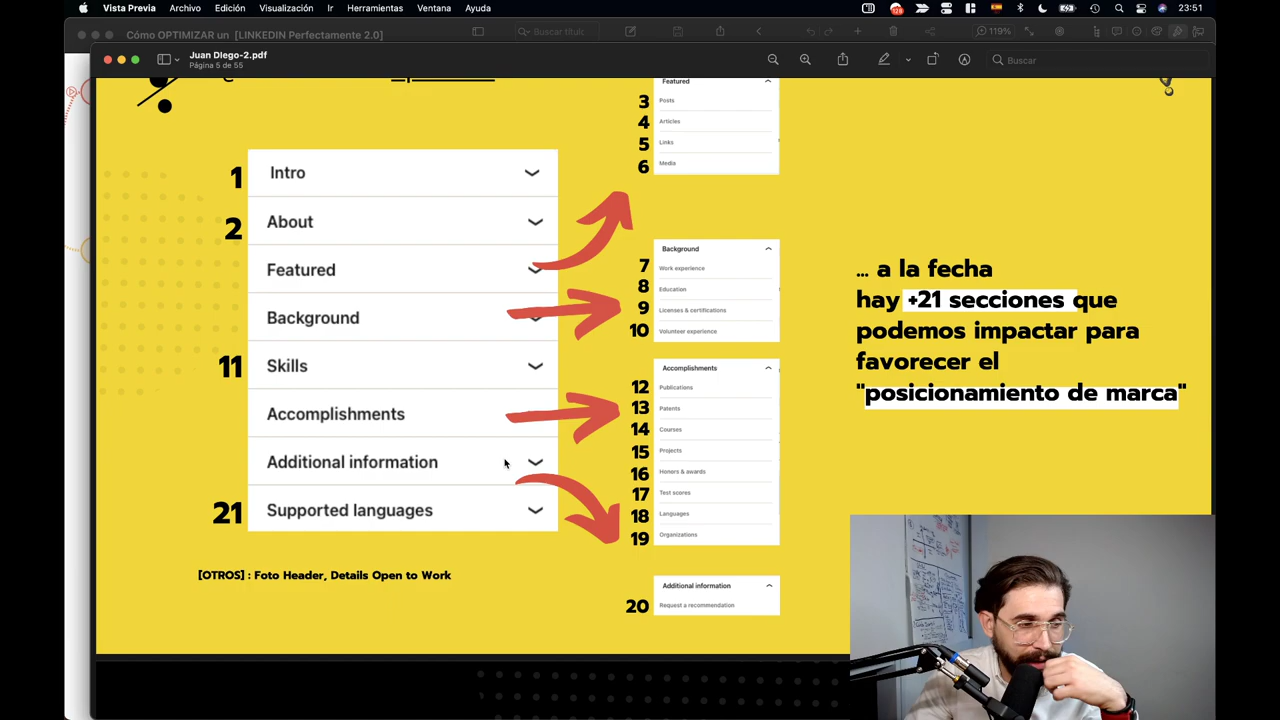 Vista Previa Archivo Edición Visualización Ir Herramientas Ventana Ayuda
128
23:51
Cómo OPTIMIZAR un [LINKEDIN Perfectamente 2.0]
Buscar título
119%
Juan Diego-2.pdf
Página 5 de 55
Buscar
1 Intro
2 About
Featured
Background
11 Skills
Accomplishments
Additional information
21 Supported languages
[OTROS] : Foto Header, Details Open to Work
Featured
3 Posts
4 Articles
5 Links
6 Media
Background
7 Work experience
8 Education
9 Licenses & certifications
10 Volunteer experience
Accomplishments
12 Publications
13 Patents
14 Courses
15 Projects
16 Honors & awards
17 Test scores
18 Languages
19 Organizations
Additional information
20 Request a recommendation
... a la fecha
hay +21 secciones que
podemos impactar para
favorecer el
"posicionamiento de marca"